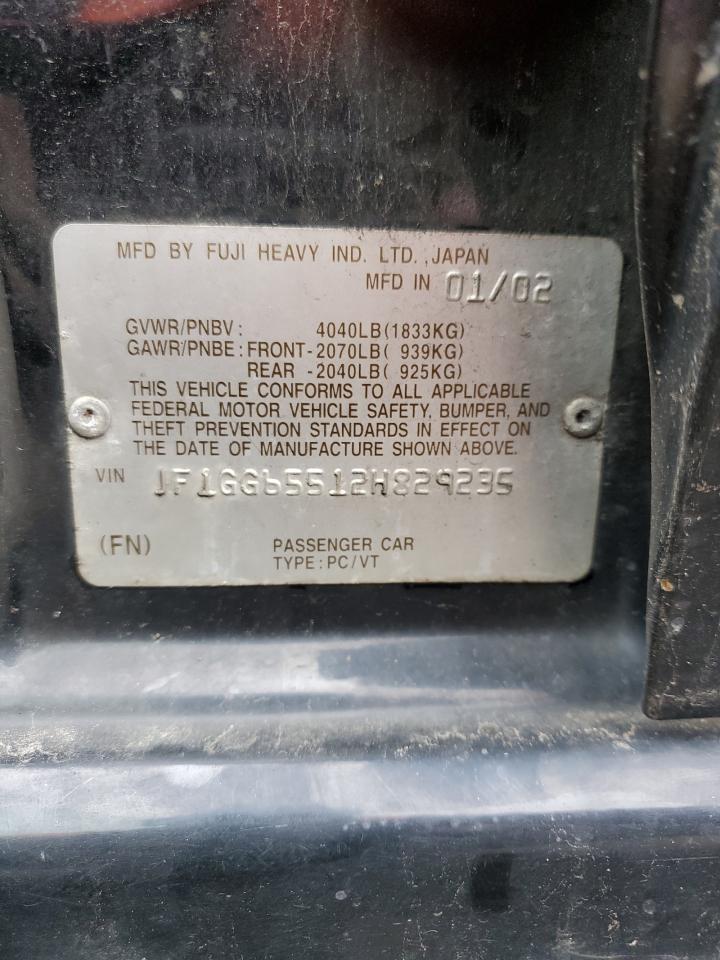 MFD BY FUJI HEAVY IND. LTD., JAPAN
MFD IN 01/02
GVWR/PNBV: 4040LB(1833KG)
GAWR/PNBE: FRONT-2070LB( 939KG)
REAR -2040LB( 925KG)
THIS VEHICLE CONFORMS TO ALL APPLICABLE
FEDERAL MOTOR VEHICLE SAFETY, BUMPER, AND
THEFT PREVENTION STANDARDS IN EFFECT ON
THE DATE OF MANUFACTURE SHOWN ABOVE.
VIN JF1GG65512H829235
(FN) PASSENGER CAR
TYPE: PC/VT